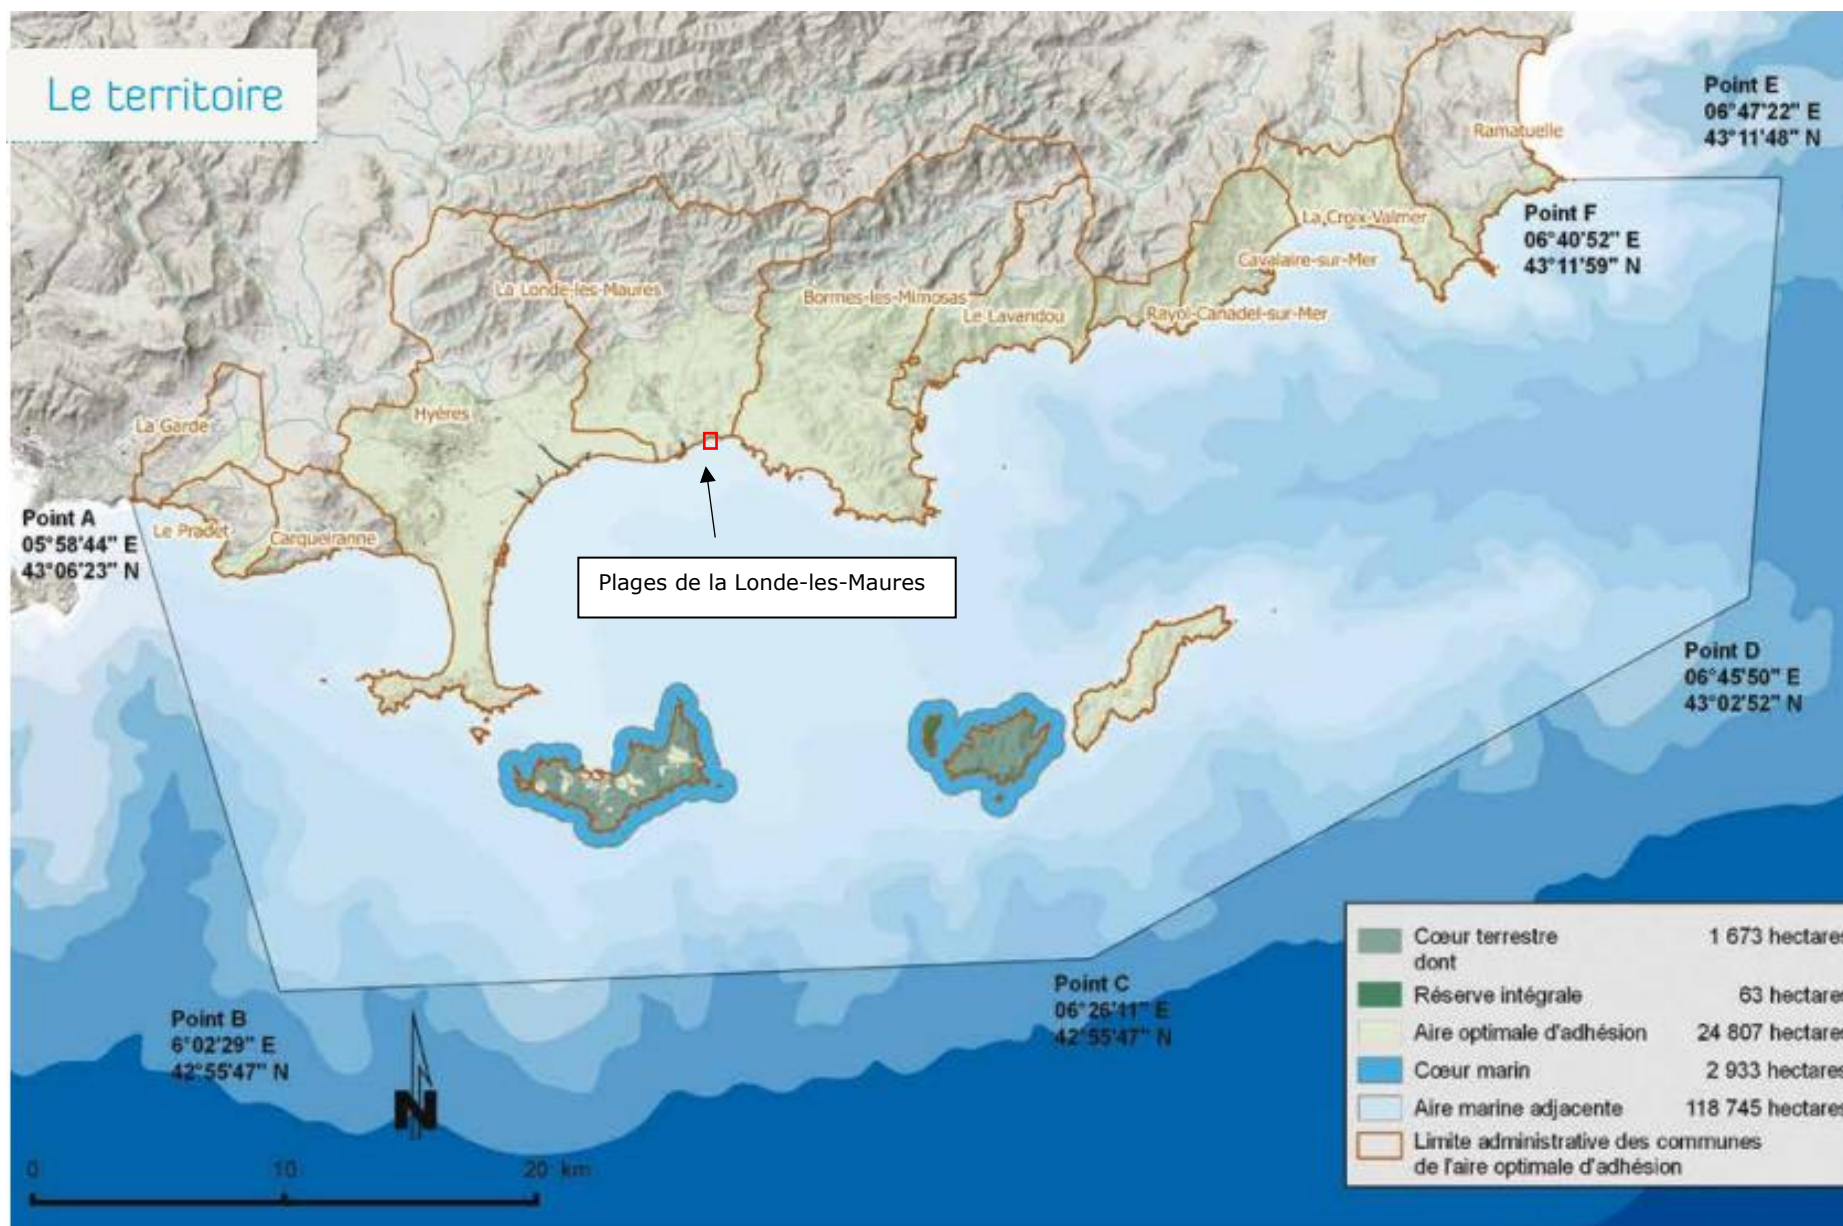 Le territoire
Point E
06°47'22" E
43°11'48" N
Ramatuelle
Point F
06°40'52" E
43°11'59" N
La Croix-Valmer
Cavalaire-sur-Mer
La Londe-les-Maures
Bormes-les-Mimosas
Le Lavandou
Rayol-Canadel-sur-Mer
Hyères
La Garde
Le Pradet
Carqueiranne
Point A
05°58'44" E
43°06'23" N
Plages de la Londe-les-Maures
Point D
06°45'50" E
43°02'52" N
Point C
06°26'41" E
42°55'47" N
Point B
6°02'29" E
42°55'47" N
N
0 10 20 km
Cœur terrestre 1 673 hectares
dont
Réserve intégrale 63 hectares
Aire optimale d'adhésion 24 807 hectares
Cœur marin 2 933 hectares
Aire marine adjacente 118 745 hectares
Limite administrative des communes
de l'aire optimale d'adhésion